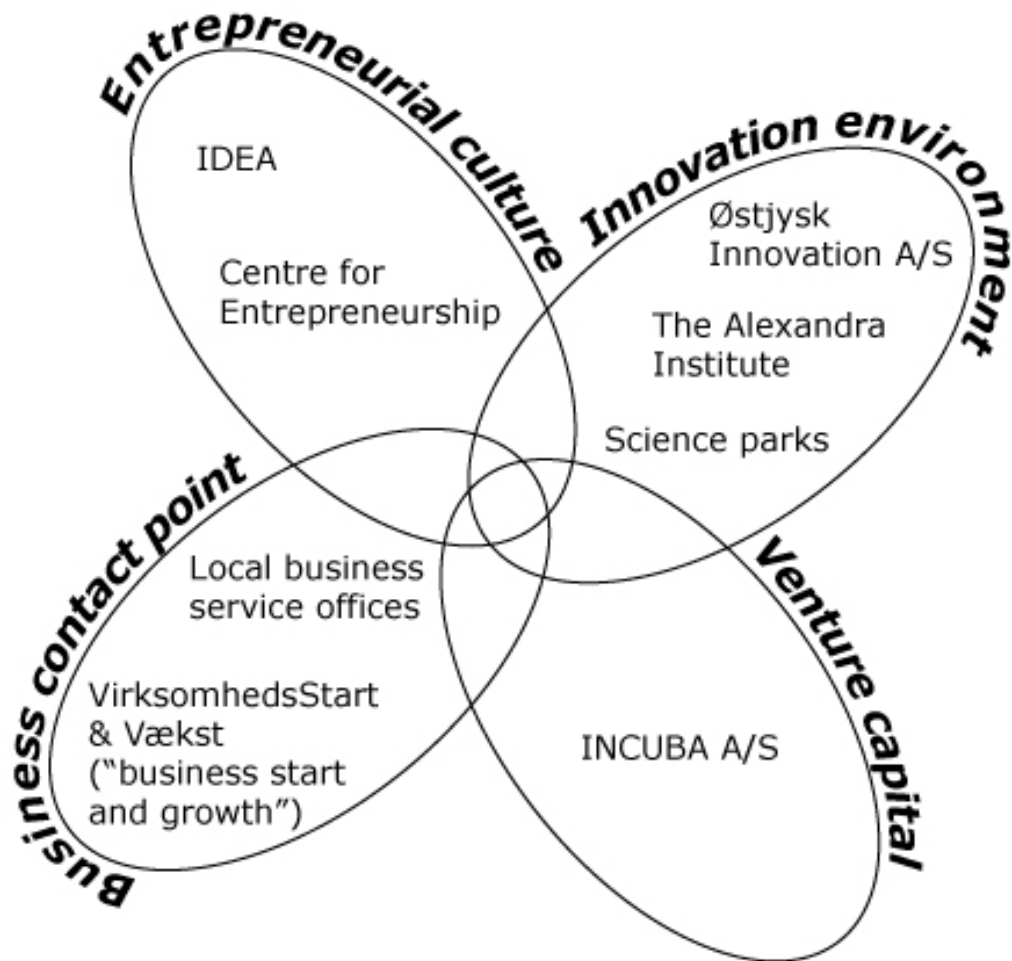 Entrepreneurial culture
IDEA
Centre for
Entrepreneurship
Innovation environment
Østjysk
Innovation A/S
The Alexandra
Institute
Science parks
Business contact point
Local business
service offices
VirksomhedsStart
& Vækst
(“business start
and growth”)
Venture capital
INCUBA A/S